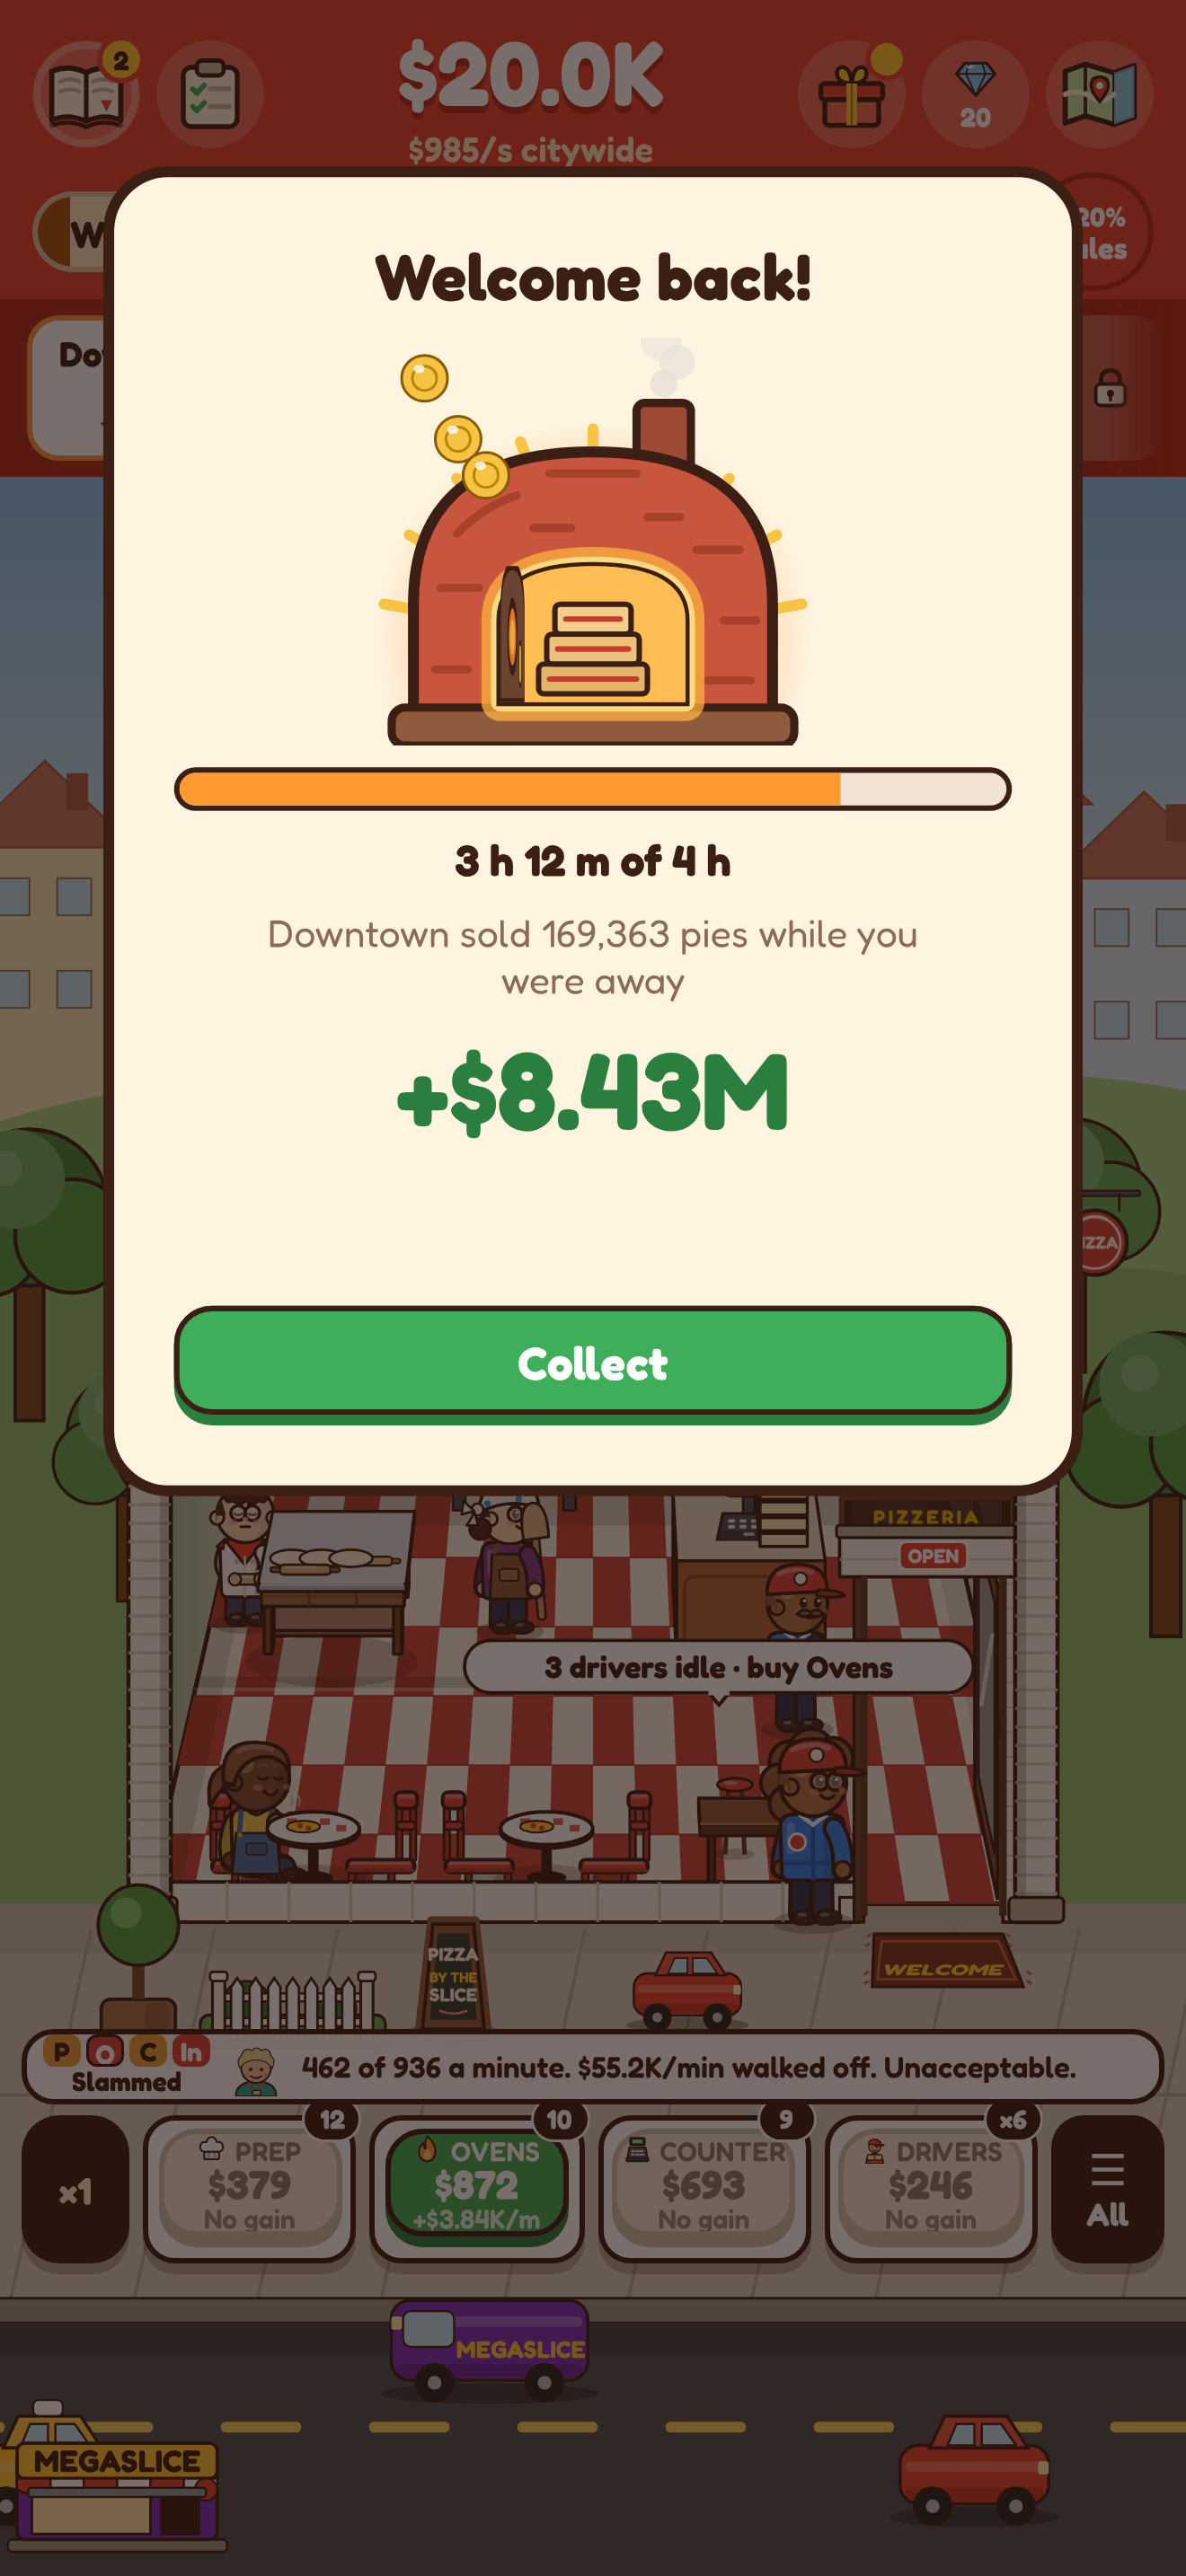 2
$20.0K
$985/s citywide
20
20%
Welcome back!
3 h 12 m of 4 h
Downtown sold 169,363 pies while you
were away
+$8.43M
Collect
PIZZERIA
OPEN
3 drivers idle · buy Ovens
PIZZA
BY THE
SLICE
WELCOME
P O C In
Slammed
462 of 936 a minute. $55.2K/min walked off. Unacceptable.
x1
12
PREP
$379
No gain
10
OVENS
$872
+$3.84K/m
9
COUNTER
$693
No gain
x6
DRIVERS
$246
No gain
All
MEGASLICE
MEGASLICE